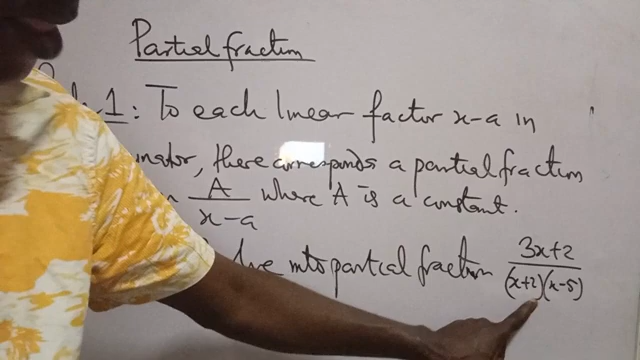 Partial fraction
1: To each linear factor x-a in
there corresponds a partial fraction
A/(x-a) where A is a constant.
into partial fraction (3x+2)/((x+2)(x-5))